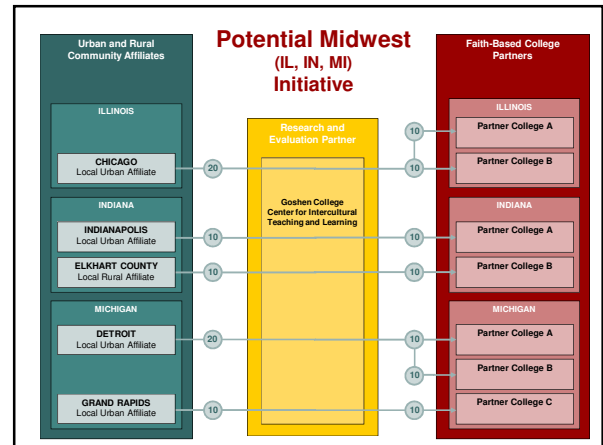 Urban and Rural
Community Affiliates
ILLINOIS
CHICAGO
Local Urban Affiliate
INDIANA
INDIANAPOLIS
Local Urban Affiliate
ELKHART COUNTY
Local Rural Affiliate
MICHIGAN
DETROIT
Local Urban Affiliate
GRAND RAPIDS
Local Urban Affiliate
Potential Midwest
(IL, IN, MI)
Initiative
Research and
Evaluation Partner
Goshen College
Center for Intercultural
Teaching and Learning
20
10
10
20
10
10
10
10
10
10
10
10
Faith-Based College
Partners
ILLINOIS
Partner College A
Partner College B
INDIANA
Partner College A
Partner College B
MICHIGAN
Partner College A
Partner College B
Partner College C